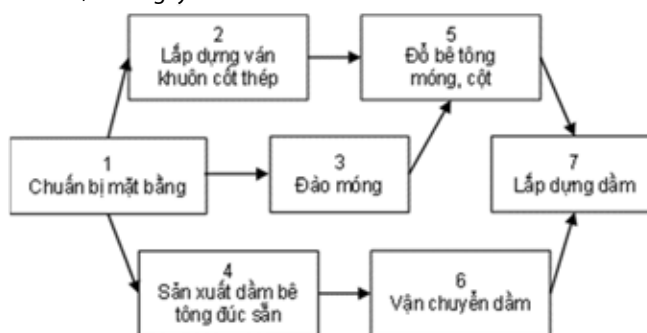 2
Lắp dựng ván
khuôn cốt thép
5
Đổ bê tông
móng, cột
1
Chuẩn bị mặt bằng
3
Đào móng
7
Lắp dựng dầm
4
Sản xuất dầm bê
tông đúc sẵn
6
Vận chuyển dầm